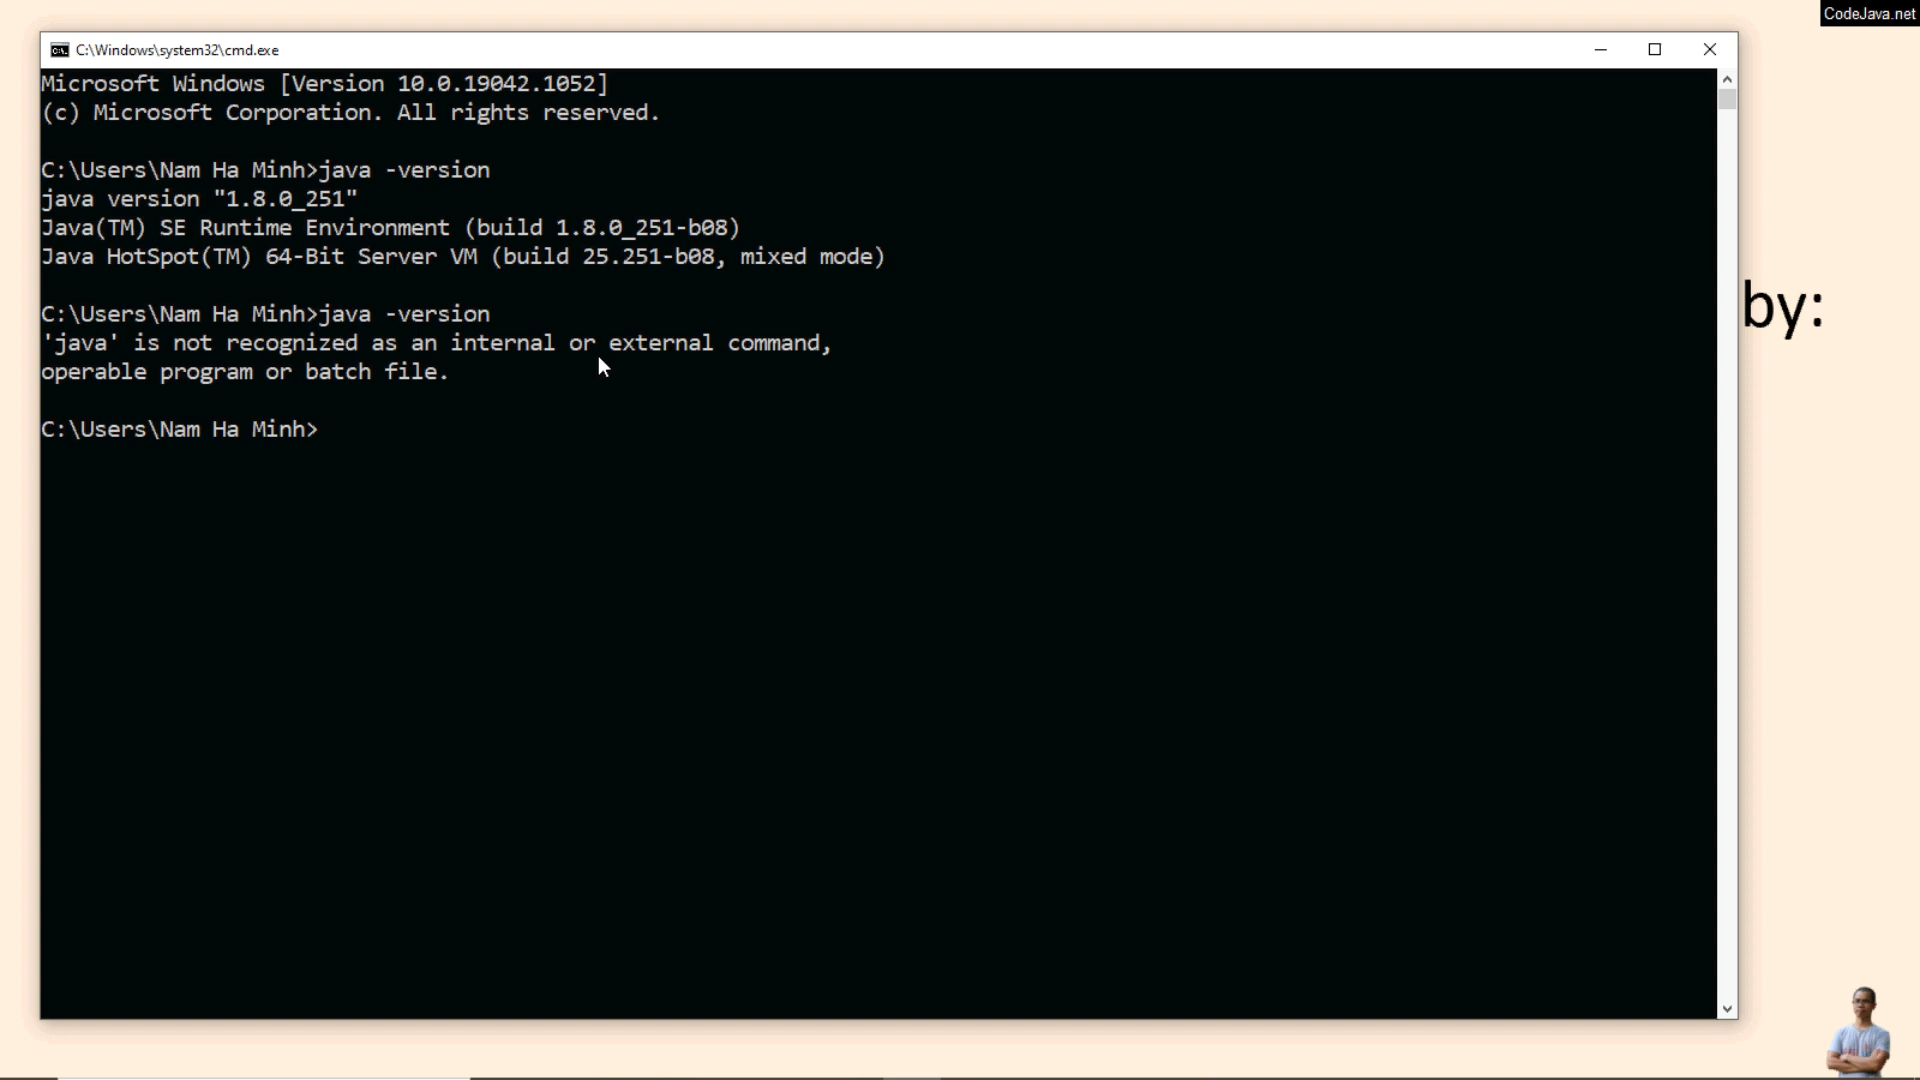 CodeJava.net
C:\Windows\system32\cmd.exe
Microsoft Windows [Version 10.0.19042.1052]
(c) Microsoft Corporation. All rights reserved.
C:\Users\Nam Ha Minh>java -version
java version "1.8.0_251"
Java(TM) SE Runtime Environment (build 1.8.0_251-b08)
Java HotSpot(TM) 64-Bit Server VM (build 25.251-b08, mixed mode)
C:\Users\Nam Ha Minh>java -version
'java' is not recognized as an internal or external command,
operable program or batch file.
C:\Users\Nam Ha Minh>
by: